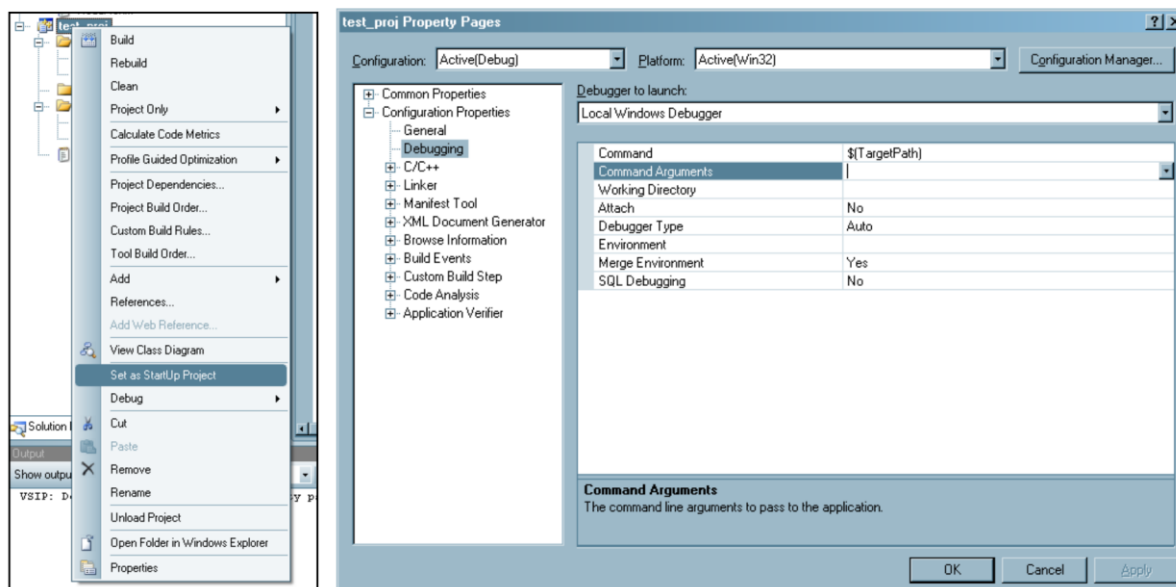 test_proj
Build
Rebuild
Clean
Project Only
Calculate Code Metrics
Profile Guided Optimization
Project Dependencies...
Project Build Order...
Custom Build Rules...
Tool Build Order...
Add
References...
Add Web Reference...
View Class Diagram
Set as StartUp Project
Debug
Cut
Paste
Remove
Rename
Unload Project
Open Folder in Windows Explorer
Properties
Solution
Output
Show outpu
VSIP:
test_proj Property Pages
Configuration: Active(Debug) Platform: Active(Win32) Configuration Manager...
Common Properties
Configuration Properties
General
Debugging
C/C++
Linker
Manifest Tool
XML Document Generator
Browse Information
Build Events
Custom Build Step
Code Analysis
Application Verifier
Debugger to launch:
Local Windows Debugger
Command $(TargetPath)
Command Arguments
Working Directory
Attach No
Debugger Type Auto
Environment
Merge Environment Yes
SQL Debugging No
Command Arguments
The command line arguments to pass to the application.
OK Cancel Apply